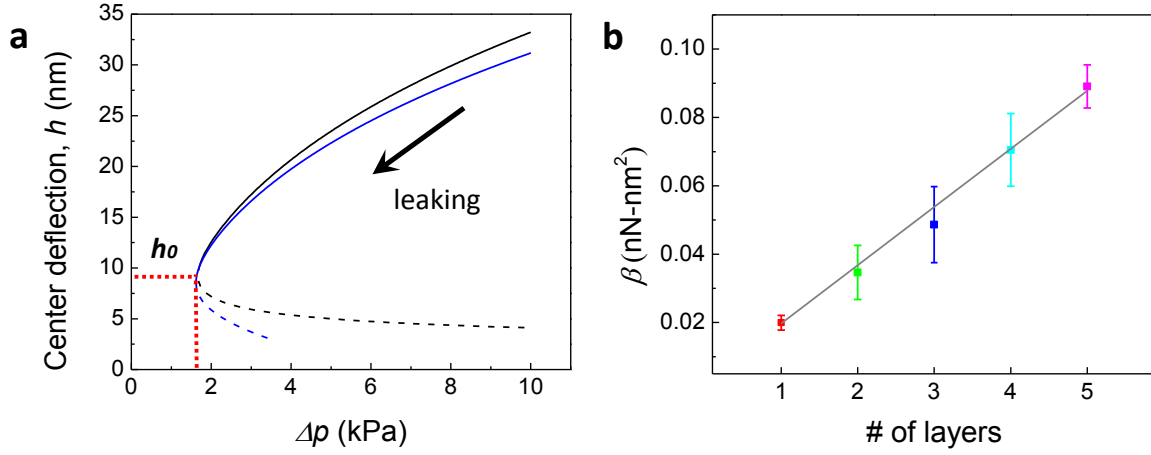 a
35
30
25
20
15
10
5
0
Center deflection, h (nm)
h₀
leaking
0 2 4 6 8 10
Δp (kPa)
b
0.10
0.08
0.06
0.04
0.02
β (nN-nm²)
1 2 3 4 5
# of layers